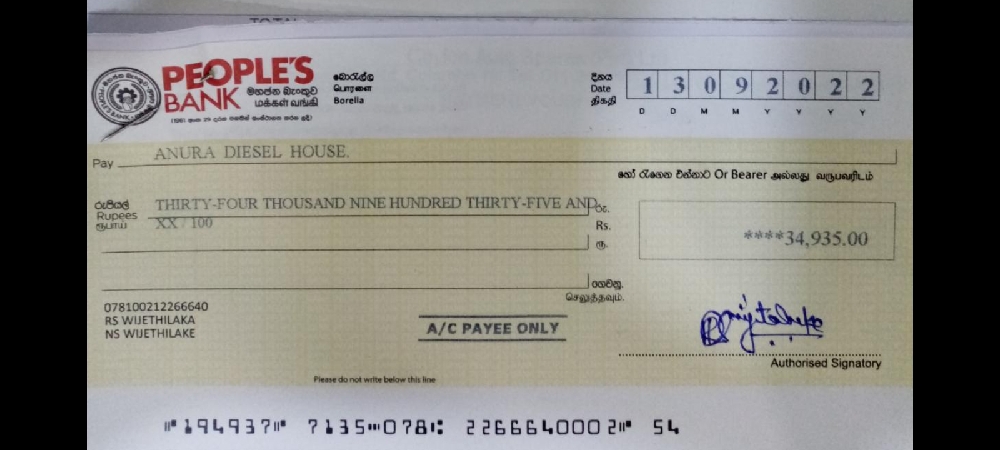 PEOPLE'S
BANK මහජන බැංකුව
மக்கள் வங்கி
බොරැල්ල
பொரளை
Borella
දිනය
Date
திகதி
1 3 0 9 2 0 2 2
D D M M Y Y Y Y
Pay ANURA DIESEL HOUSE.
හෝ රැගෙන එන්නාට Or Bearer அல்லது வருபவரிடம்
රුපියල්
Rupees
ரூபாய்
THIRTY-FOUR THOUSAND NINE HUNDRED THIRTY-FIVE AND
XX / 100
රු.
Rs.
ரூ.
****34,935.00
ගෙවනු.
செலுத்தவும்.
078100212266640
RS WIJETHILAKA
NS WIJETHILAKE
A/C PAYEE ONLY
Authorised Signatory
Please do not write below this line
⑈194937⑈ 7135⑉078⑆ 2266640002⑈ 54